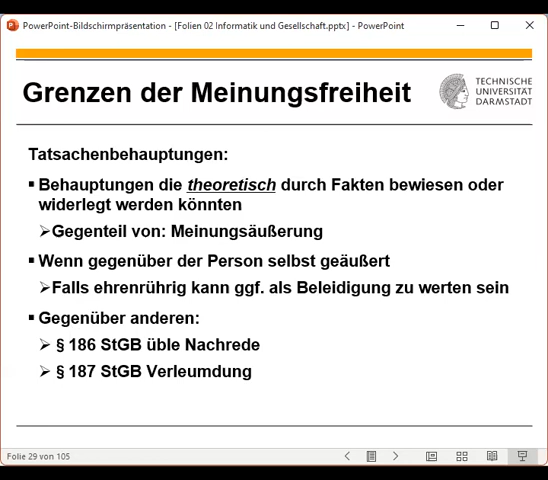 PowerPoint-Bildschirmpräsentation - [Folien 02 Informatik und Gesellschaft.pptx] - PowerPoint
Grenzen der Meinungsfreiheit
TECHNISCHE
UNIVERSITÄT
DARMSTADT
Tatsachenbehauptungen:
▪ Behauptungen die theoretisch durch Fakten bewiesen oder
widerlegt werden könnten
➢Gegenteil von: Meinungsäußerung
▪ Wenn gegenüber der Person selbst geäußert
➢Falls ehrenrührig kann ggf. als Beleidigung zu werten sein
▪ Gegenüber anderen:
➢ § 186 StGB üble Nachrede
➢ § 187 StGB Verleumdung
Folie 29 von 105